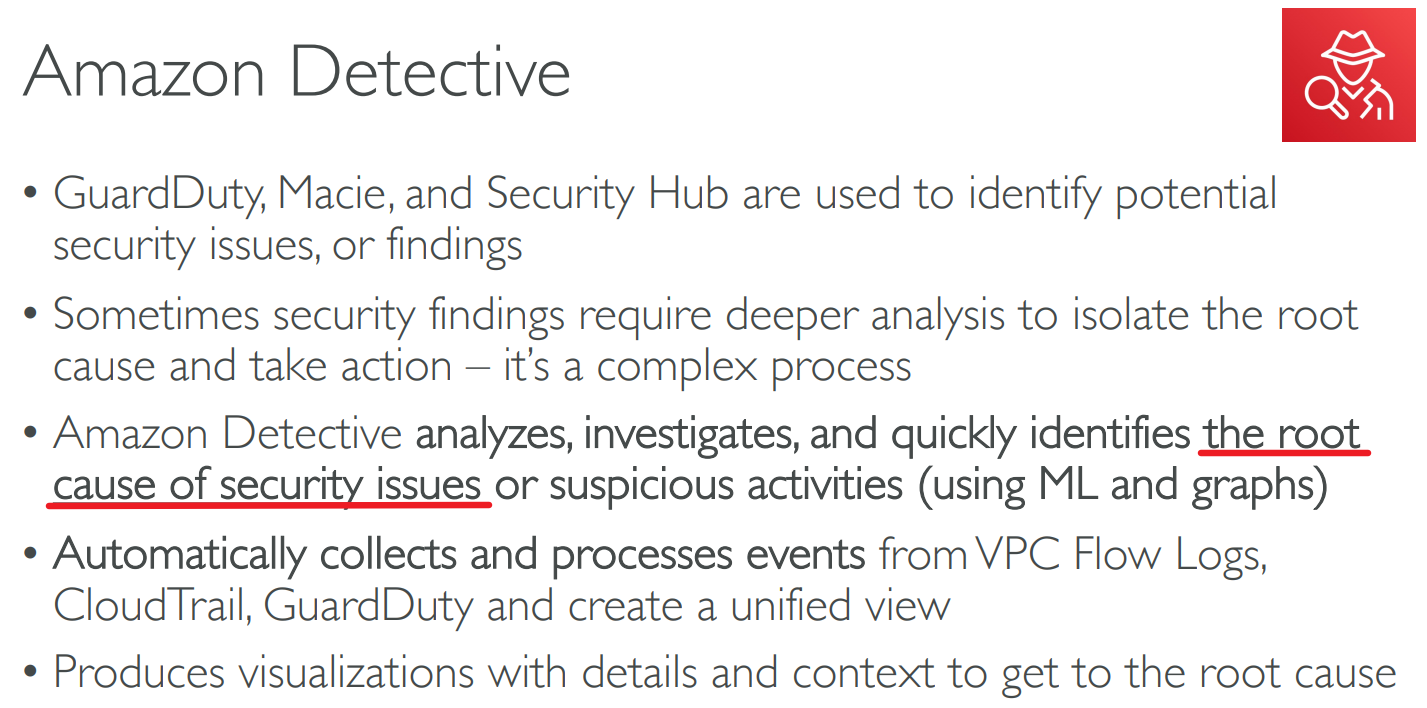 Amazon Detective
• GuardDuty, Macie, and Security Hub are used to identify potential
security issues, or findings
• Sometimes security findings require deeper analysis to isolate the root
cause and take action – it's a complex process
• Amazon Detective analyzes, investigates, and quickly identifies the root
cause of security issues or suspicious activities (using ML and graphs)
• Automatically collects and processes events from VPC Flow Logs,
CloudTrail, GuardDuty and create a unified view
• Produces visualizations with details and context to get to the root cause